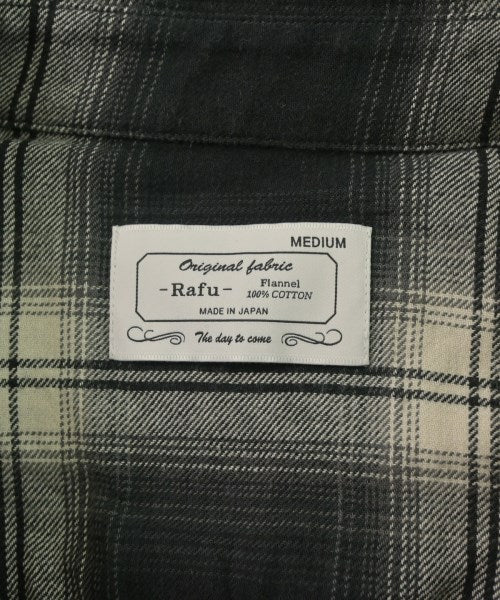 MEDIUM
Original fabric
-Rafu-
Flannel
100% COTTON
MADE IN JAPAN
The day to come